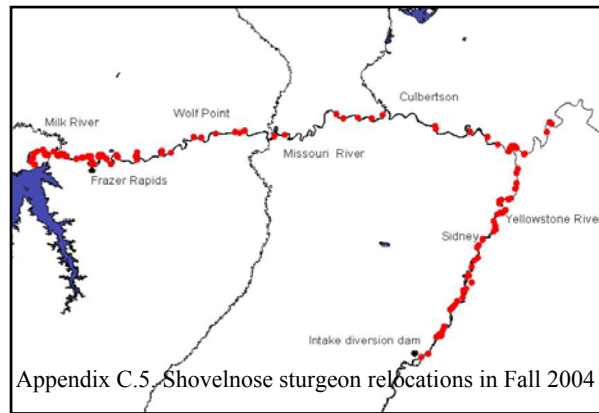 Culbertson
Wolf Point
Milk River
Missouri River
Frazer Rapids
Yellowstone River
Sidney
Intake diversion dam
Appendix C.5. Shovelnose sturgeon relocations in Fall 2004